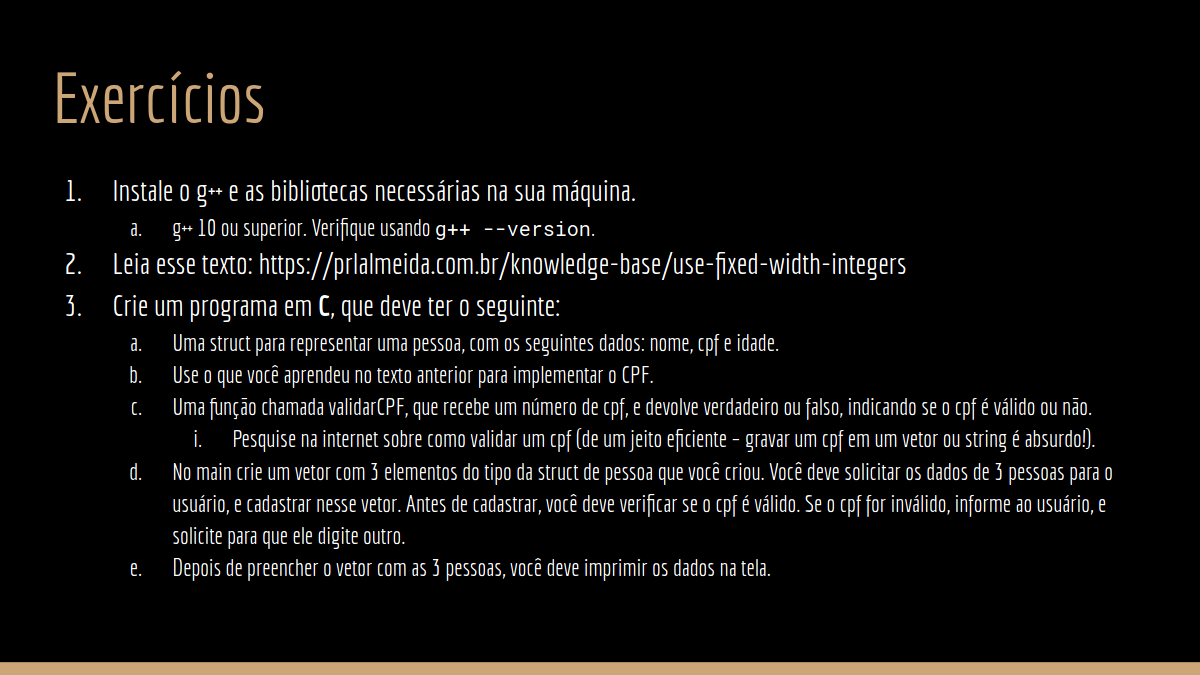 Exercícios
1. Instale o g++ e as bibliotecas necessárias na sua máquina.
a. g++ 10 ou superior. Verifique usando g++ --version.
2. Leia esse texto: https://prlalmeida.com.br/knowledge-base/use-fixed-width-integers
3. Crie um programa em C, que deve ter o seguinte:
a. Uma struct para representar uma pessoa, com os seguintes dados: nome, cpf e idade.
b. Use o que você aprendeu no texto anterior para implementar o CPF.
c. Uma função chamada validarCPF, que recebe um número de cpf, e devolve verdadeiro ou falso, indicando se o cpf é válido ou não.
i. Pesquise na internet sobre como validar um cpf (de um jeito eficiente – gravar um cpf em um vetor ou string é absurdo!).
d. No main crie um vetor com 3 elementos do tipo da struct de pessoa que você criou. Você deve solicitar os dados de 3 pessoas para o
usuário, e cadastrar nesse vetor. Antes de cadastrar, você deve verificar se o cpf é válido. Se o cpf for inválido, informe ao usuário, e
solicite para que ele digite outro.
e. Depois de preencher o vetor com as 3 pessoas, você deve imprimir os dados na tela.